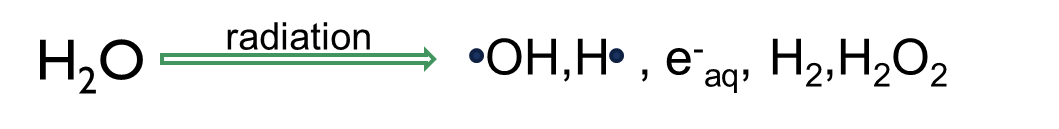 radiation
H₂O •OH,H• , e⁻aq, H₂,H₂O₂